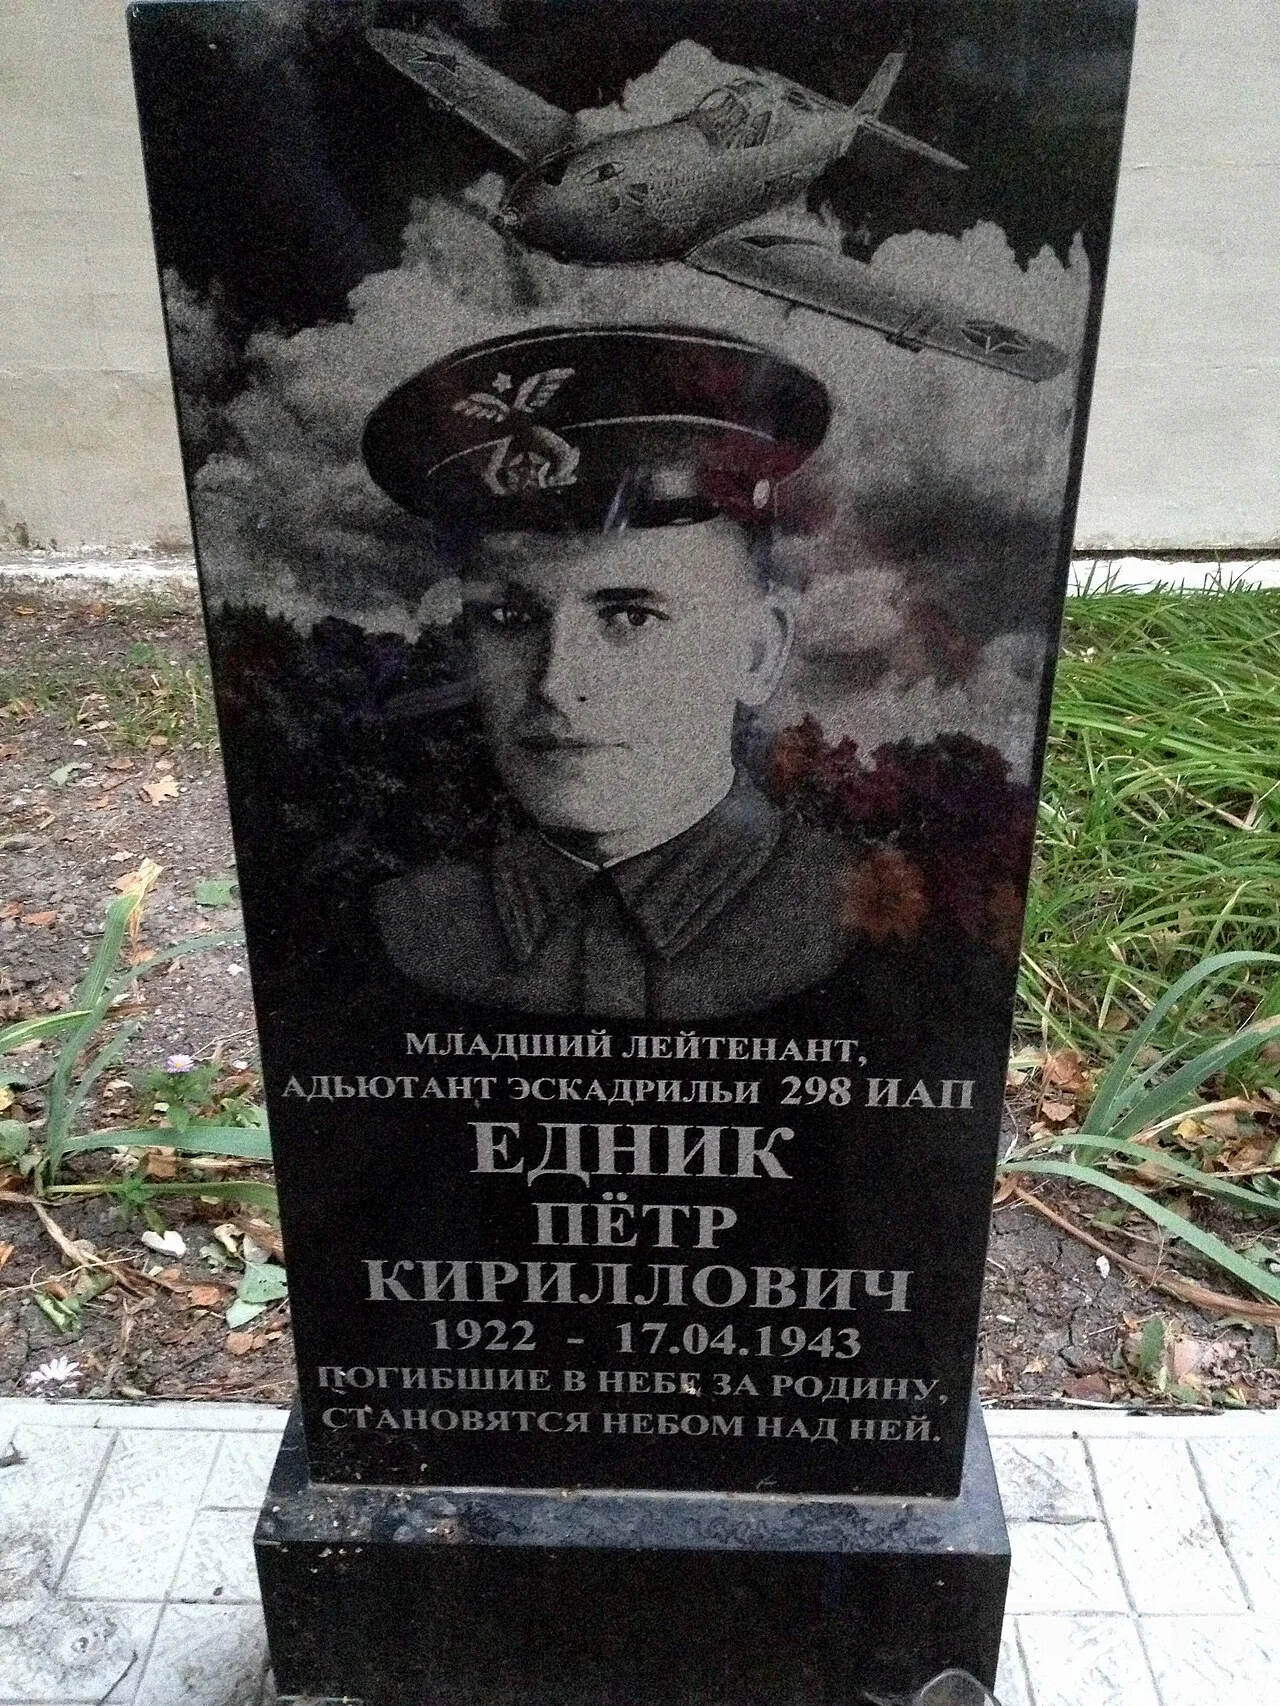 МЛАДШИЙ ЛЕЙТЕНАНТ,
АДЬЮТАНТ ЭСКАДРИЛЬИ 298 ИАП
ЕДНИК
ПЁТР
КИРИЛЛОВИЧ
1922 - 17.04.1943
ПОГИБШИЕ В НЕБЕ ЗА РОДИНУ,
СТАНОВЯТСЯ НЕБОМ НАД НЕЙ.